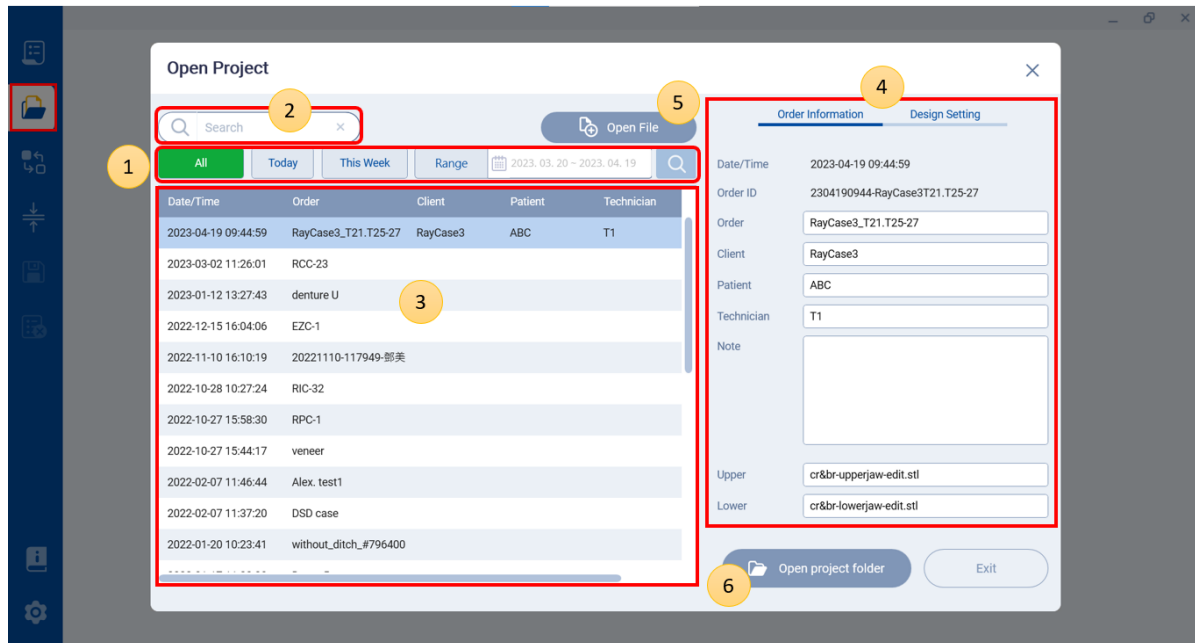 Open Project
4
5
2
Order Information Design Setting
Search
Open File
1
All Today This Week Range 2023. 03. 20 ~ 2023. 04. 19
Date/Time Order Client Patient Technician
2023-04-19 09:44:59 RayCase3_T21.T25-27 RayCase3 ABC T1
2023-03-02 11:26:01 RCC-23
2023-01-12 13:27:43 denture U
3
2022-12-15 16:04:06 EZC-1
2022-11-10 16:10:19 20221110-117949-鄧美
2022-10-28 10:27:24 RIC-32
2022-10-27 15:58:30 RPC-1
2022-10-27 15:44:17 veneer
2022-02-07 11:46:44 Alex. test1
2022-02-07 11:37:20 DSD case
2022-01-20 10:23:41 without_ditch_#796400
Date/Time 2023-04-19 09:44:59
Order ID 2304190944-RayCase3T21.T25-27
Order RayCase3_T21.T25-27
Client RayCase3
Patient ABC
Technician T1
Note
Upper cr&br-upperjaw-edit.stl
Lower cr&br-lowerjaw-edit.stl
6
Open project folder Exit